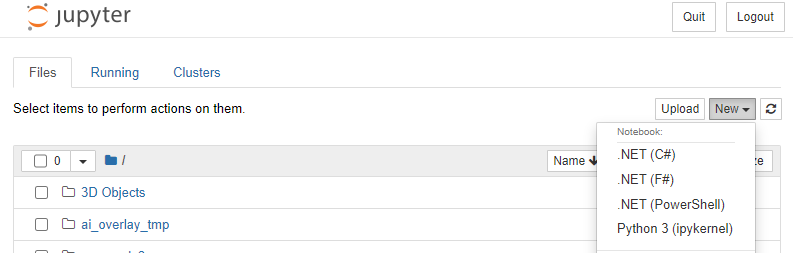 jupyter
Quit Logout
Files Running Clusters
Select items to perform actions on them.
Upload New
Notebook:
0 / Name
.NET (C#)
.NET (F#)
3D Objects
.NET (PowerShell)
ai_overlay_tmp
Python 3 (ipykernel)